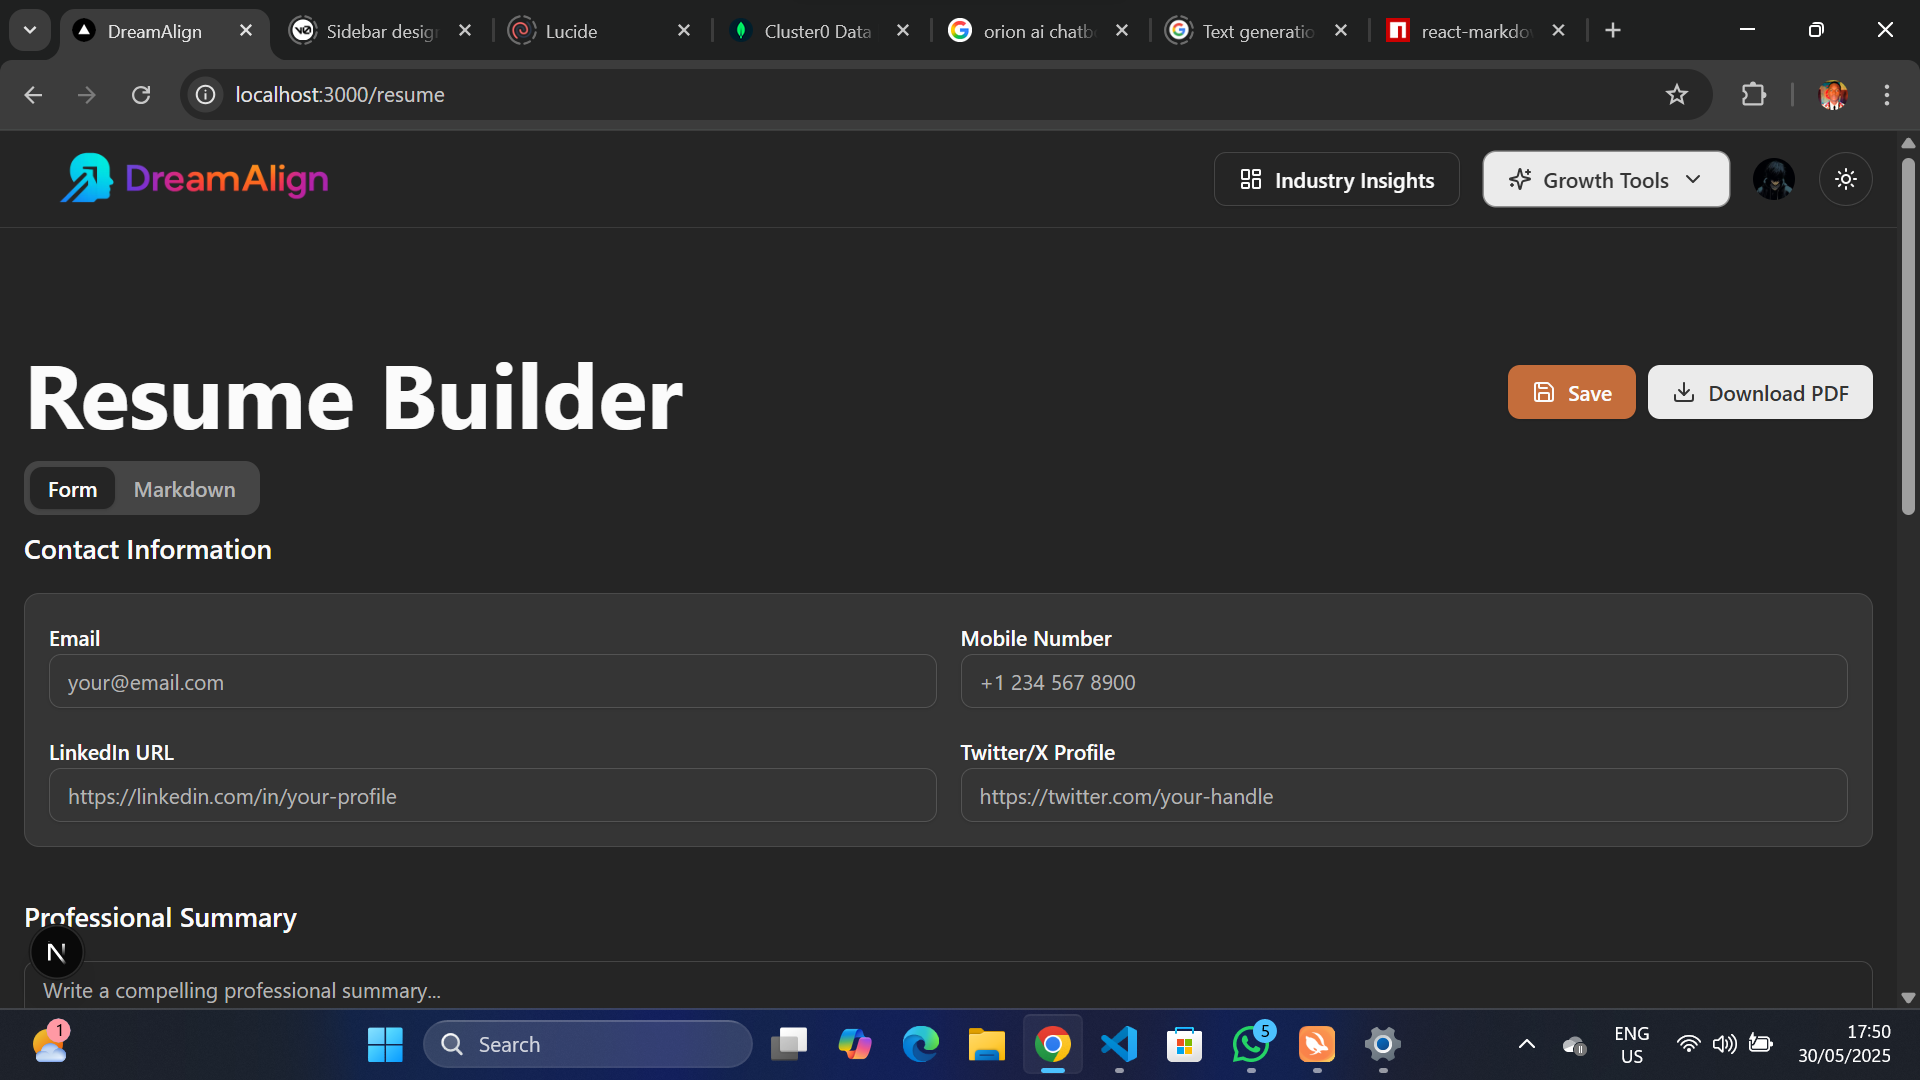 DreamAlign
Sidebar desig
Lucide
Cluster0 Data
orion ai chatb
Text generatio
react-markdo
localhost:3000/resume
DreamAlign
Industry Insights
Growth Tools
Resume Builder
Save
Download PDF
Form
Markdown
Contact Information
Email
Mobile Number
your@email.com
+1 234 567 8900
LinkedIn URL
Twitter/X Profile
https://linkedin.com/in/your-profile
https://twitter.com/your-handle
Professional Summary
N
Write a compelling professional summary...
1
Search
5
ENG
US
17:50
30/05/2025